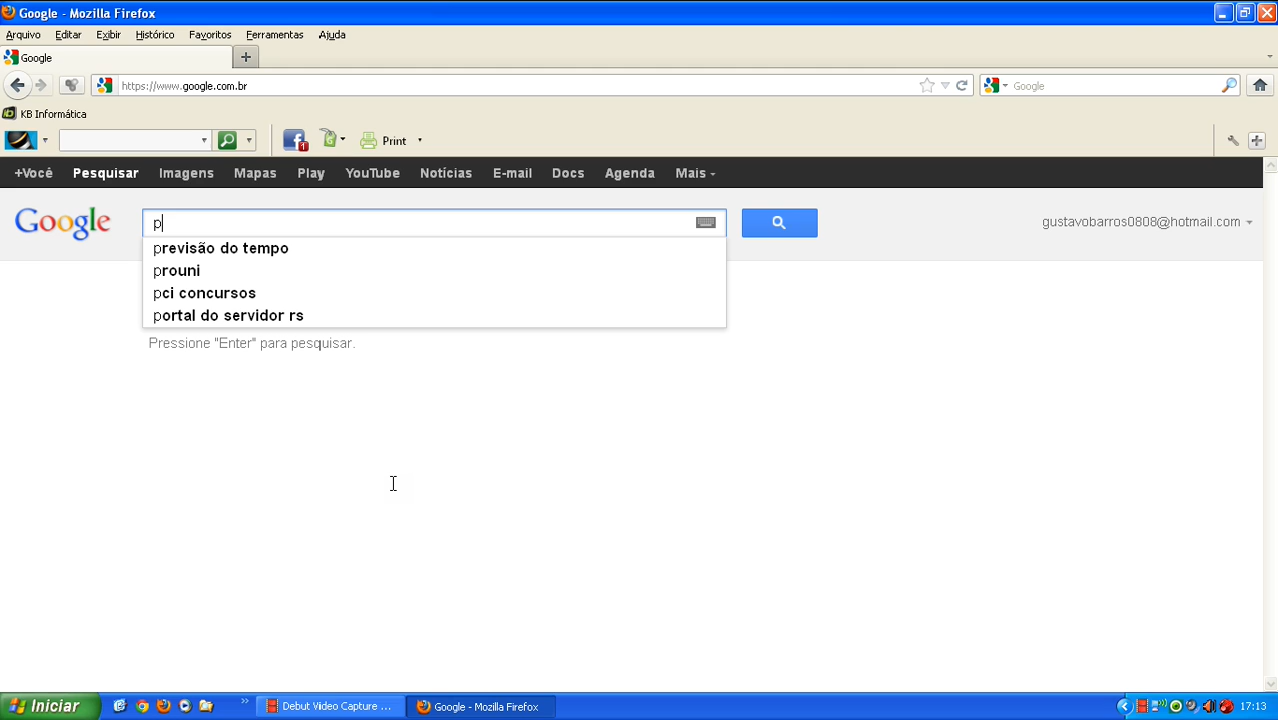 Google - Mozilla Firefox
Arquivo Editar Exibir Histórico Favoritos Ferramentas Ajuda
Google
https://www.google.com.br
Google
KB Informática
1 Print
+Você Pesquisar Imagens Mapas Play YouTube Notícias E-mail Docs Agenda Mais
Google p gustavobarros0808@hotmail.com
previsão do tempo
prouni
pci concursos
portal do servidor rs
Pressione "Enter" para pesquisar.
Iniciar Debut Video Capture ... Google - Mozilla Firefox 17:13